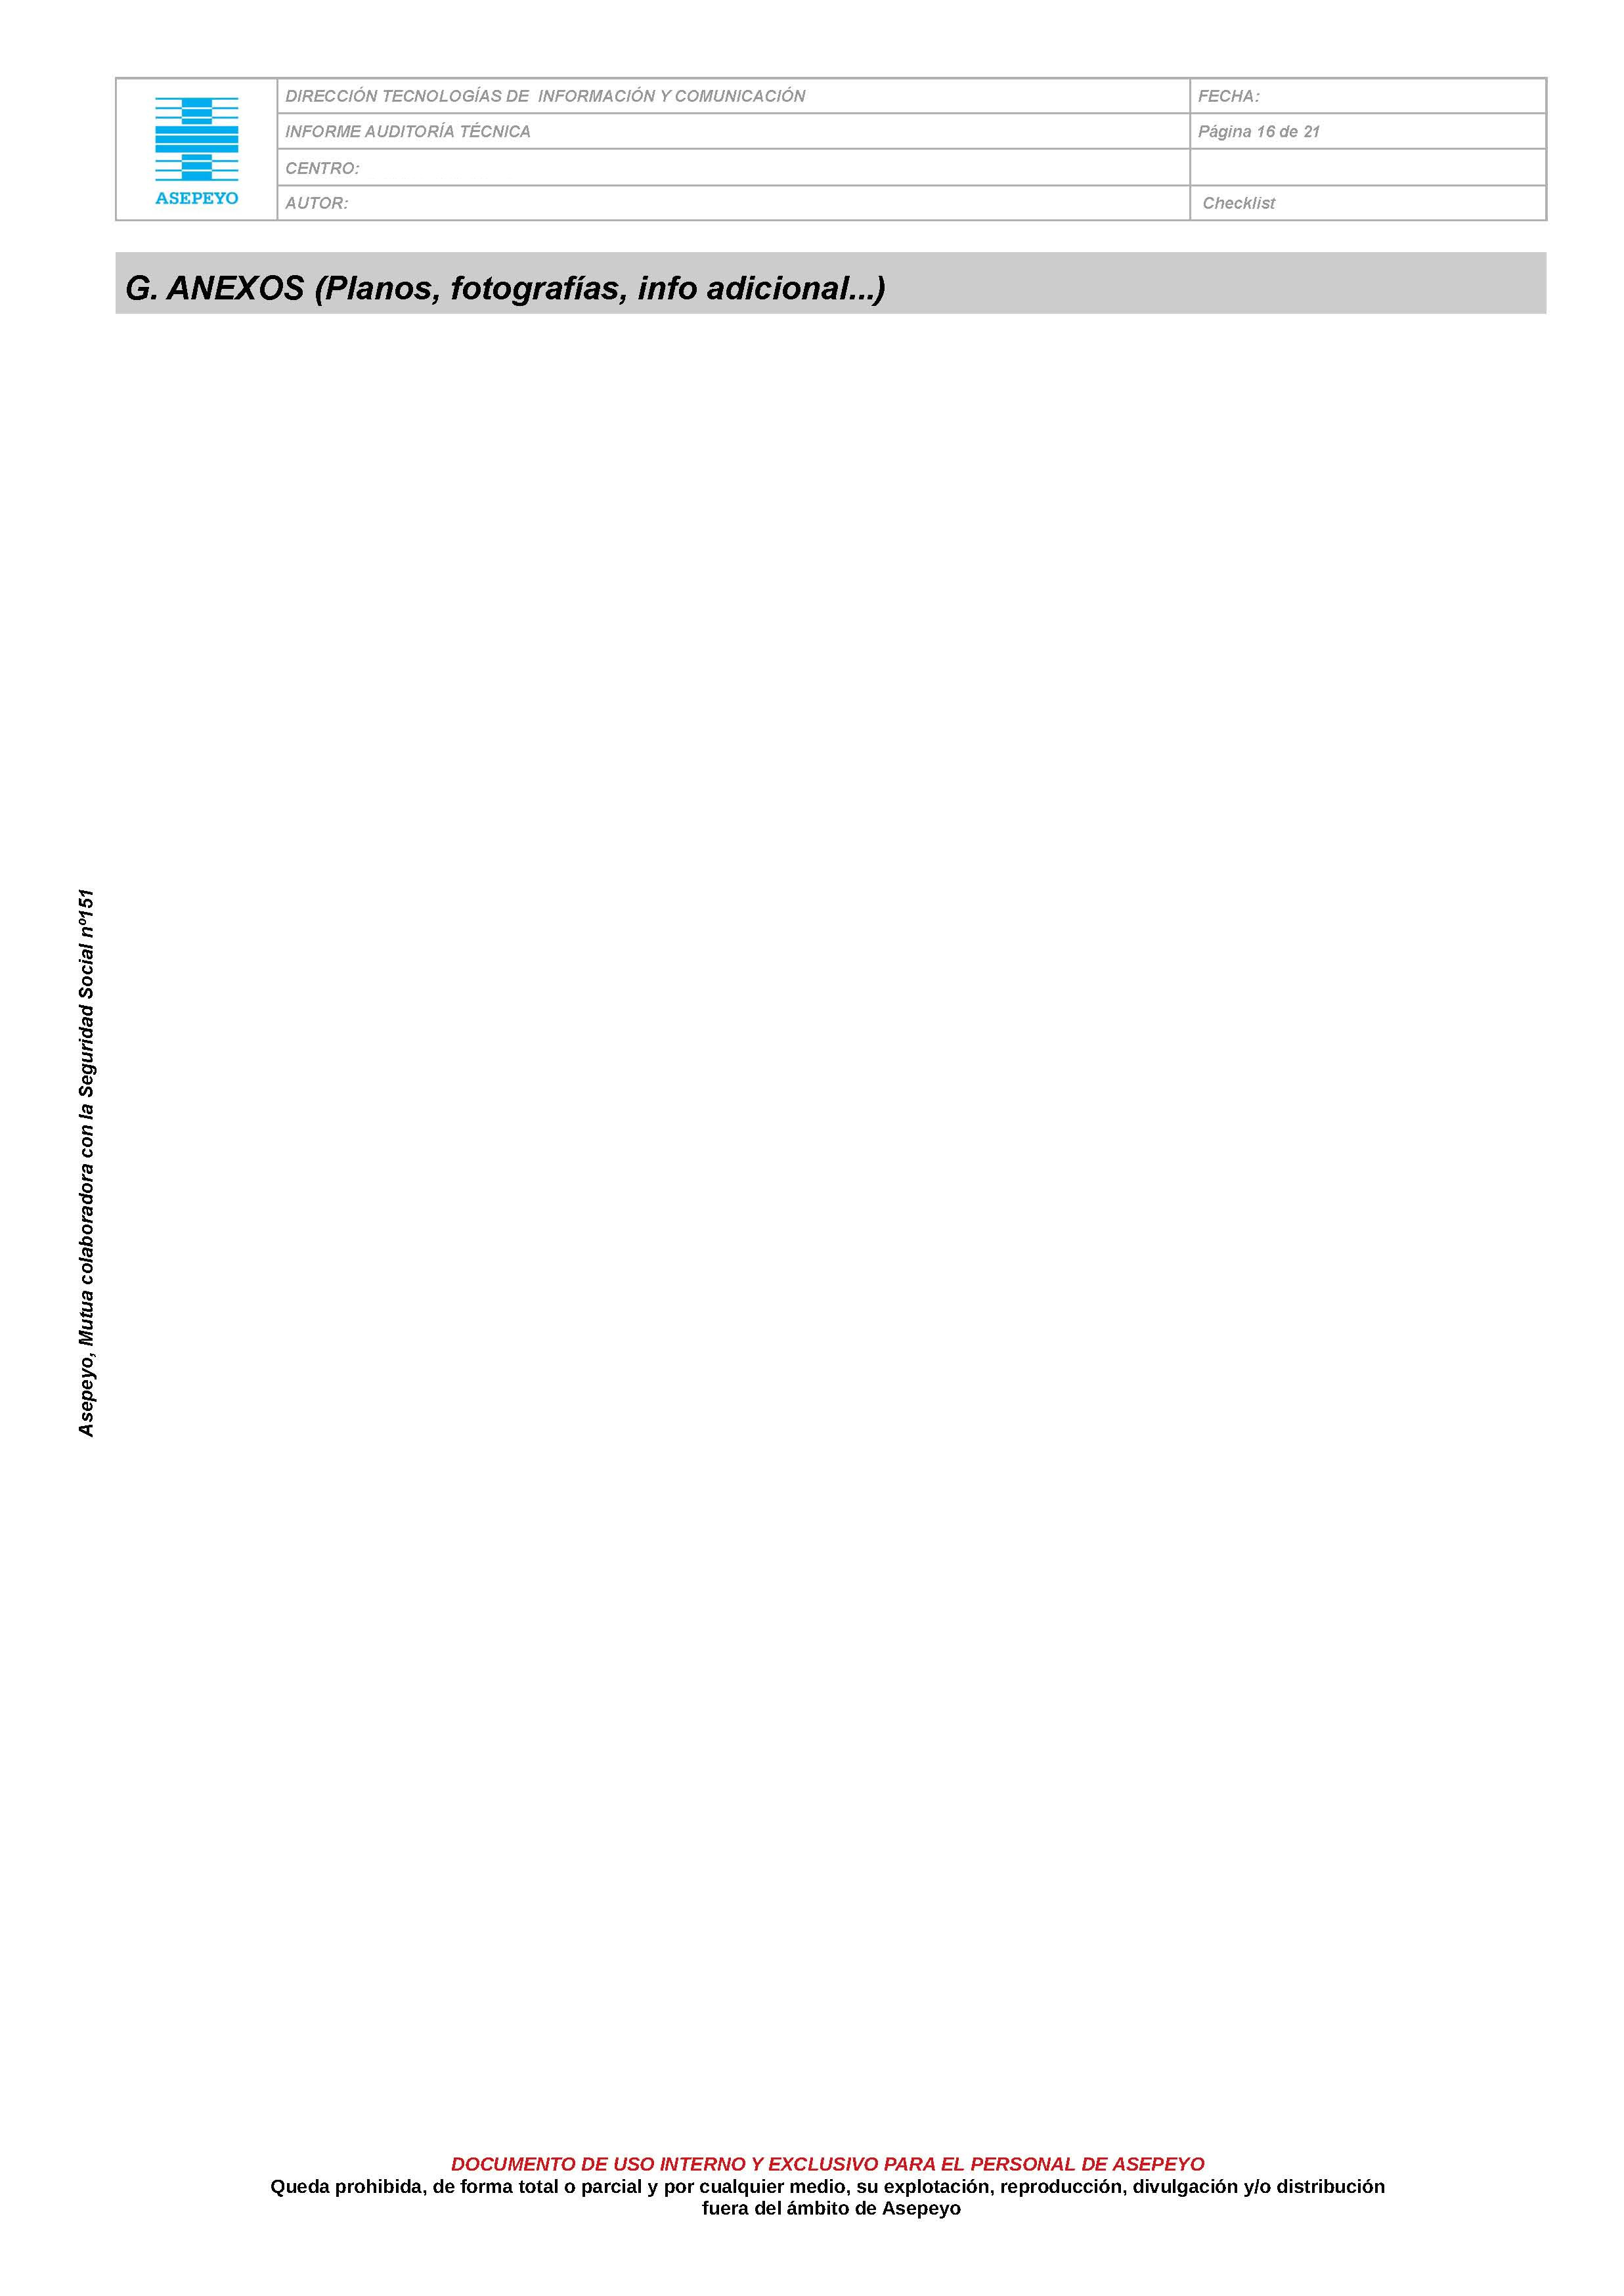 DIRECCIÓN TECNOLOGÍAS DE  INFORMACIÓN Y COMUNICACIÓN
FECHA:
INFORME AUDITORÍA TÉCNICA
Página 16 de 21
CENTRO:
ASEPEYO
AUTOR:
Checklist
G. ANEXOS (Planos, fotografías, info adicional...)
Asepeyo, Mutua colaboradora con la Seguridad Social nº151
DOCUMENTO DE USO INTERNO Y EXCLUSIVO PARA EL PERSONAL DE ASEPEYO
Queda prohibida, de forma total o parcial y por cualquier medio, su explotación, reproducción, divulgación y/o distribución
fuera del ámbito de Asepeyo